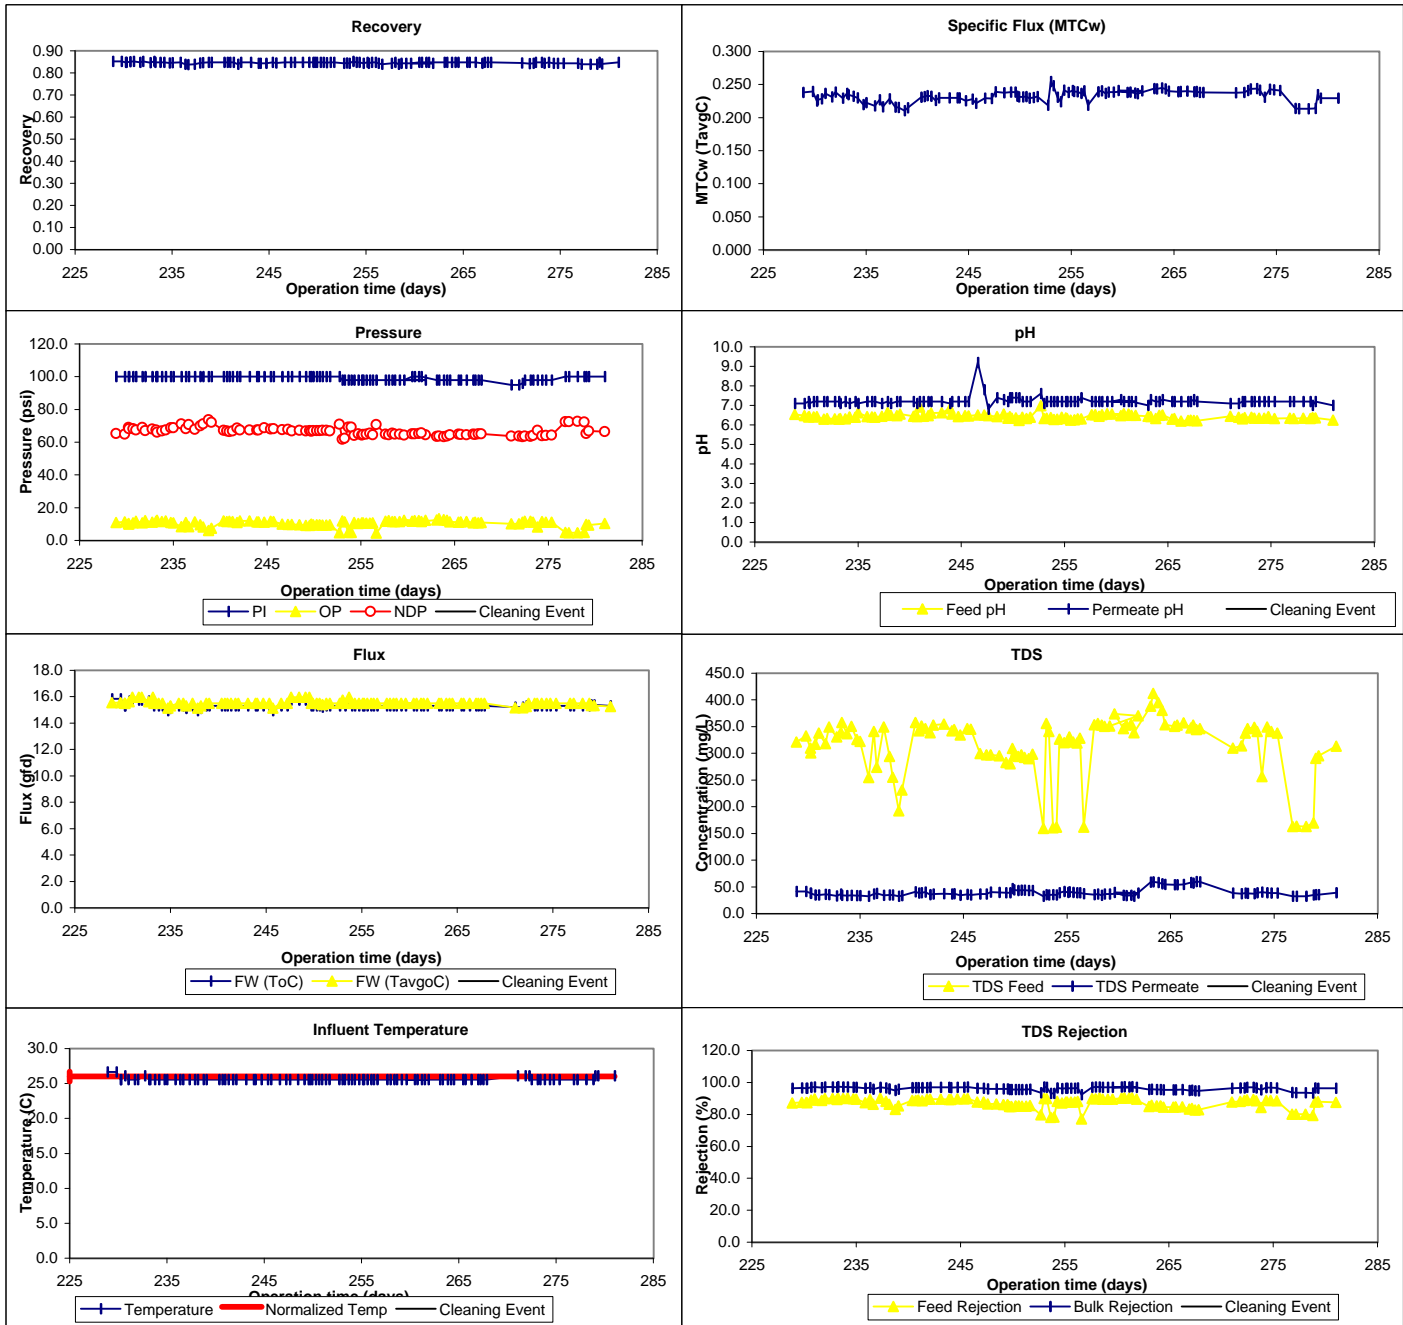 Recovery
0.90
0.80
0.70
0.60
0.50
0.40
0.30
0.20
0.10
0.00
Recovery
225 235 245 255 265 275 285
Operation time (days)
Specific Flux (MTCw)
0.300
0.250
0.200
0.150
0.100
0.050
0.000
MTCw (TavgC)
225 235 245 255 265 275 285
Operation time (days)
Pressure
120.0
100.0
80.0
60.0
40.0
20.0
0.0
Pressure (psi)
225 235 245 255 265 275 285
Operation time (days)
PI OP NDP Cleaning Event
pH
10.0
9.0
8.0
7.0
6.0
5.0
4.0
3.0
2.0
1.0
0.0
pH
225 235 245 255 265 275 285
Operation time (days)
Feed pH Permeate pH Cleaning Event
Flux
18.0
16.0
14.0
12.0
10.0
8.0
6.0
4.0
2.0
0.0
Flux (gfd)
225 235 245 255 265 275 285
Operation time (days)
FW (ToC) FW (TavgoC) Cleaning Event
TDS
450.0
400.0
350.0
300.0
250.0
200.0
150.0
100.0
50.0
0.0
Concentration (mg/L)
225 235 245 255 265 275 285
Operation time (days)
TDS Feed TDS Permeate Cleaning Event
Influent Temperature
30.0
25.0
20.0
15.0
10.0
5.0
0.0
Temperature (C)
225 235 245 255 265 275 285
Operation time (days)
Temperature Normalized Temp Cleaning Event
TDS Rejection
120.0
100.0
80.0
60.0
40.0
20.0
0.0
Rejection (%)
225 235 245 255 265 275 285
Operation time (days)
Feed Rejection Bulk Rejection Cleaning Event